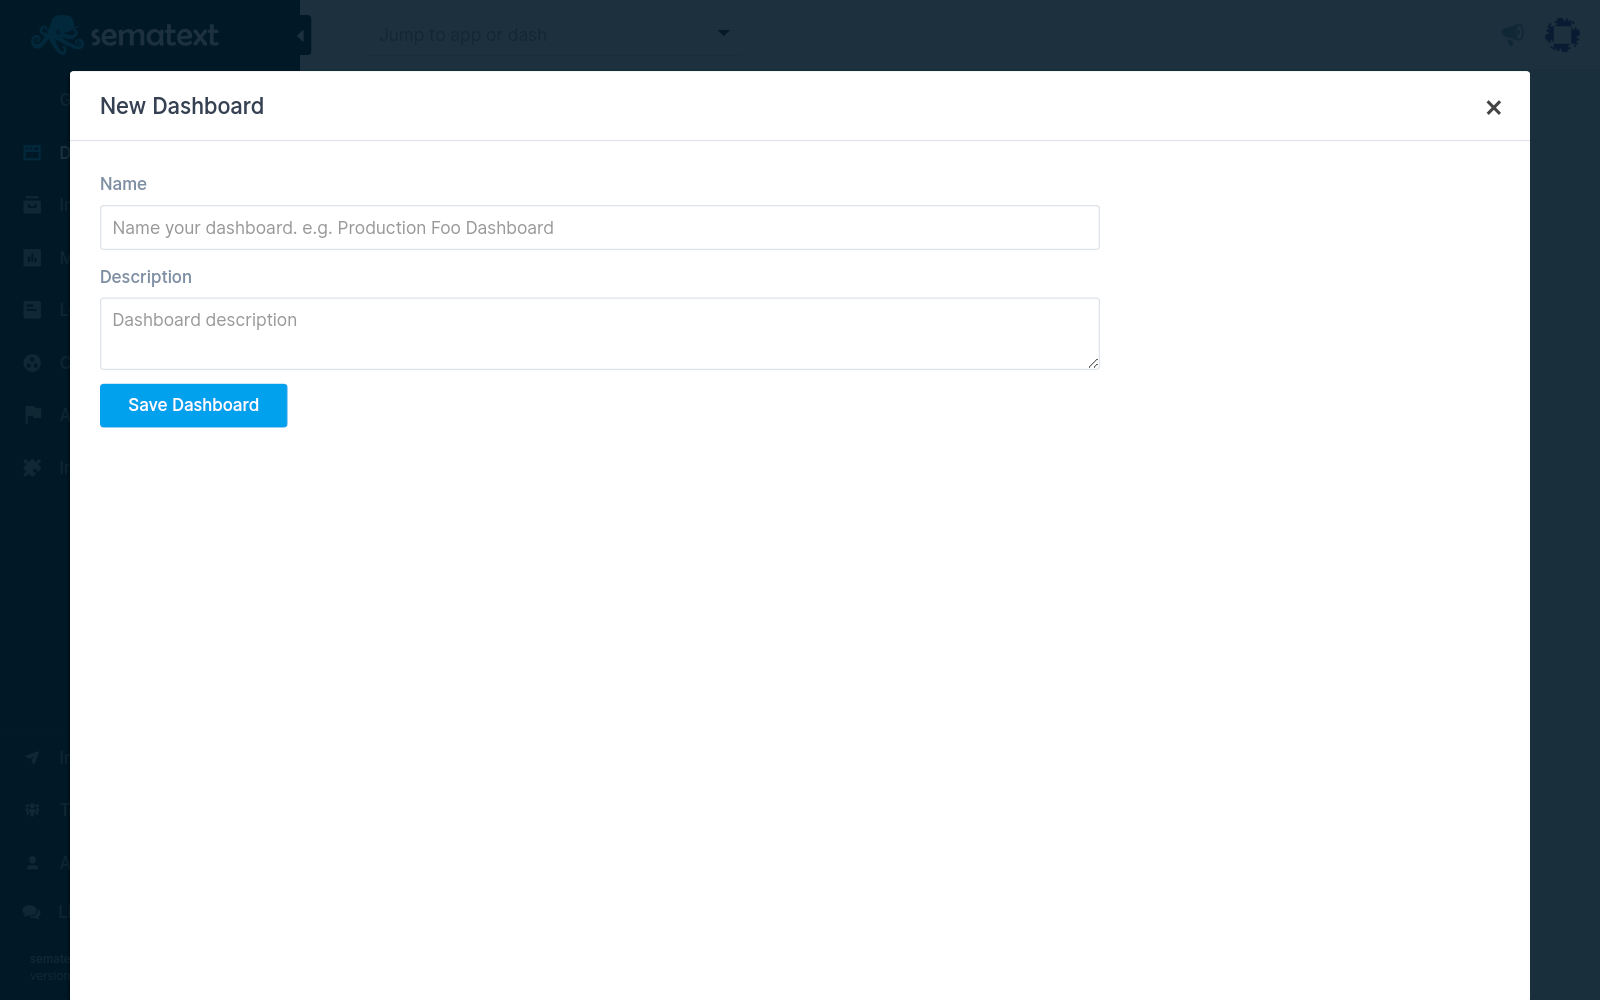 sematext
Jump to app or dash
New Dashboard
Name
Name your dashboard. e.g. Production Foo Dashboard
Description
Dashboard description
Save Dashboard